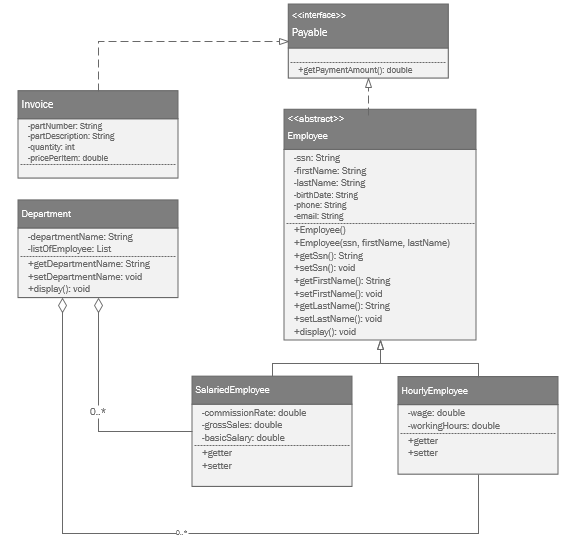 <<interface>>
Payable
+getPaymentAmount(): double
Invoice
-partNumber: String
-partDescription: String
-quantity: int
-pricePerItem: double
<<abstract>>
Employee
-ssn: String
-firstName: String
-lastName: String
-birthDate: String
-phone: String
-email: String
+Employee()
+Employee(ssn, firstName, lastName)
+getSsn(): String
+setSsn(): void
+getFirstName(): String
+setFirstName(): void
+getLastName(): String
+setLastName(): void
+display(): void
Department
-departmentName: String
-listOfEmployee: List
+getDepartmentName: String
+setDepartmentName: void
+display(): void
0..*
SalariedEmployee
-commissionRate: double
-grossSales: double
-basicSalary: double
+getter
+setter
HourlyEmployee
-wage: double
-workingHours: double
+getter
+setter
0..*